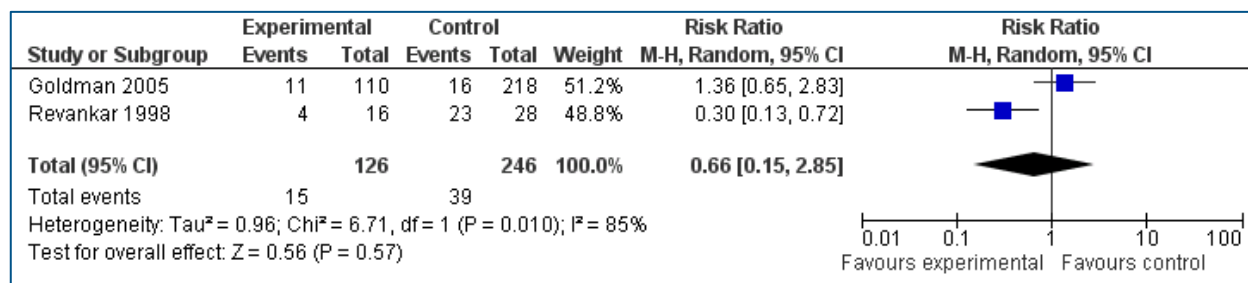 Experimental Control Risk Ratio Risk Ratio
Study or Subgroup Events Total Events Total Weight M-H, Random, 95% CI M-H, Random, 95% CI
Goldman 2005 11 110 16 218 51.2% 1.36 [0.65, 2.83]
Revankar 1998 4 16 23 28 48.8% 0.30 [0.13, 0.72]
Total (95% CI) 126 246 100.0% 0.66 [0.15, 2.85]
Total events 15 39
Heterogeneity: Tau² = 0.96; Chi² = 6.71, df = 1 (P = 0.010); I² = 85%
Test for overall effect: Z = 0.56 (P = 0.57)
0.01 0.1 1 10 100
Favours experimental Favours control